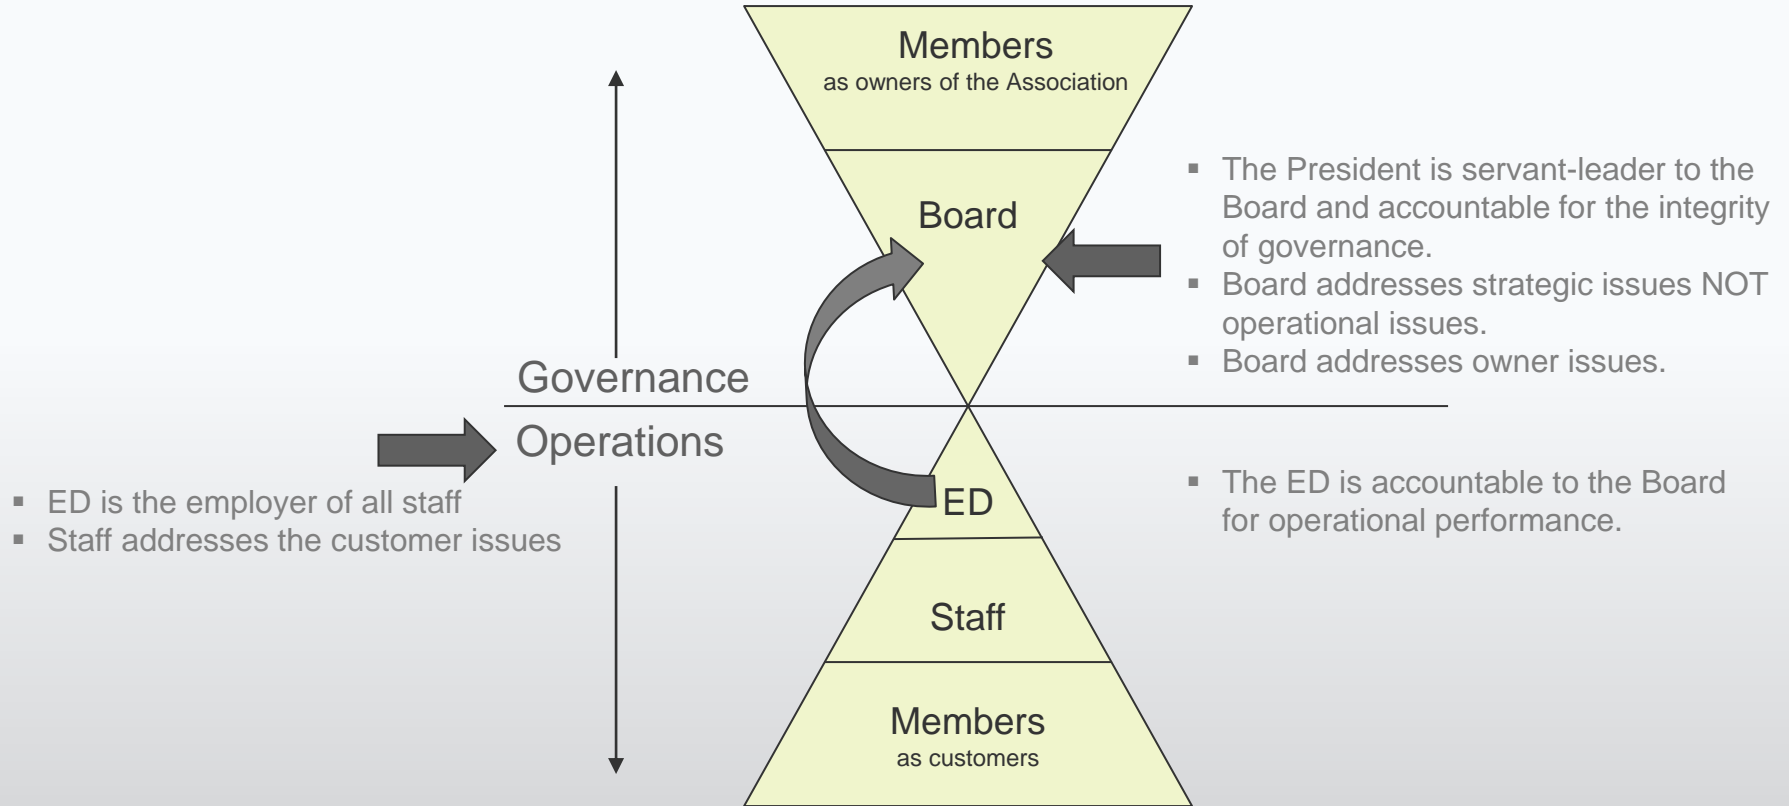 Members
as owners of the Association
Board
▪ The President is servant-leader to the
Board and accountable for the integrity
of governance.
▪ Board addresses strategic issues NOT
operational issues.
▪ Board addresses owner issues.
Governance
Operations
▪ ED is the employer of all staff
▪ Staff addresses the customer issues
ED
▪ The ED is accountable to the Board
for operational performance.
Staff
Members
as customers